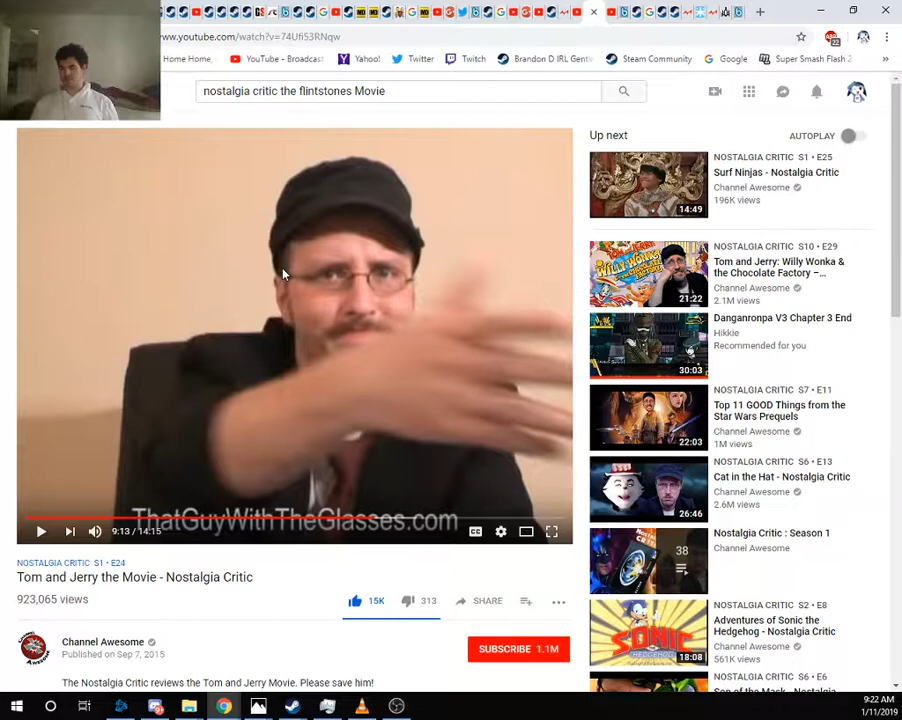 www.youtube.com/watch?v=74Ufi53RNqw
22
Home Home,
YouTube - Broadcast
Yahoo!
Twitter
Twitch
Brandon D IRL Gent
Steam Community
Google
Super Smash Flash 2
»
nostalgia critic the flintstones Movie
ThatGuyWithTheGlasses.com
9:13 / 14:15
CC
NOSTALGIA CRITIC S1 • E24
Tom and Jerry the Movie - Nostalgia Critic
923,065 views
15K
313
SHARE
Channel Awesome
Published on Sep 7, 2015
SUBSCRIBE 1.1M
The Nostalgia Critic reviews the Tom and Jerry Movie. Please save him!
Up next
AUTOPLAY
14:49
NOSTALGIA CRITIC S1 • E25
Surf Ninjas - Nostalgia Critic
Channel Awesome
196K views
21:22
NOSTALGIA CRITIC S10 • E29
Tom and Jerry: Willy Wonka &
the Chocolate Factory –...
Channel Awesome
2.1M views
30:03
Danganronpa V3 Chapter 3 End
Hikkie
Recommended for you
22:03
NOSTALGIA CRITIC S7 • E11
Top 11 GOOD Things from the
Star Wars Prequels
Channel Awesome
1M views
26:46
NOSTALGIA CRITIC S6 • E13
Cat in the Hat - Nostalgia Critic
Channel Awesome
2.6M views
38
Nostalgia Critic : Season 1
Channel Awesome
SONIC
18:08
NOSTALGIA CRITIC S2 • E8
Adventures of Sonic the
Hedgehog - Nostalgia Critic
Channel Awesome
561K views
NOSTALGIA CRITIC S6 • E6
Son of the Mask - Nostalgia
9:22 AM
1/11/2019